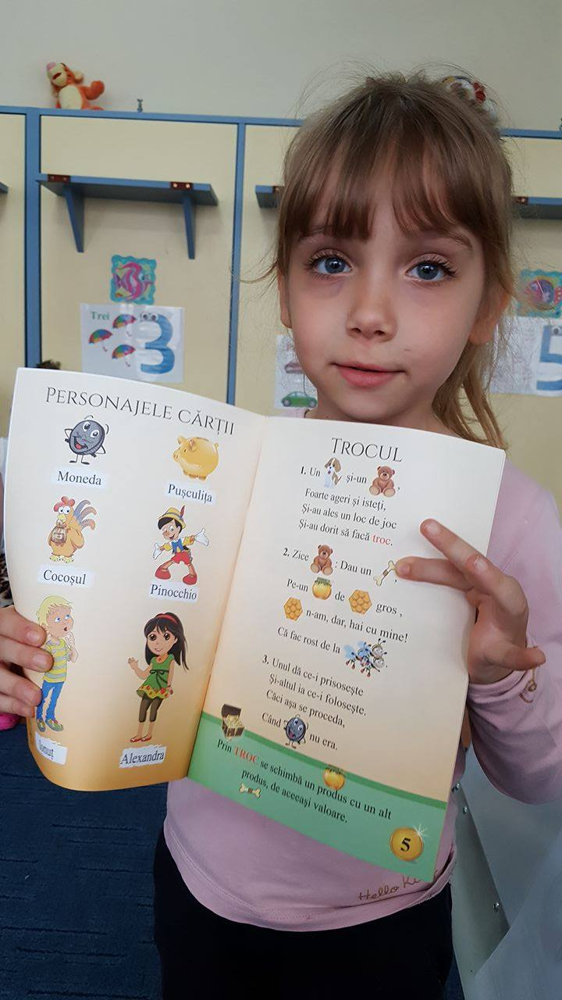 Trei
3
5
PERSONAJELE CĂRȚII
Moneda
Pușculița
Cocoșul
Pinocchio
Ionuț
Alexandra
TROCUL
1. Un și-un ,
Foarte ageri și isteți,
Și-au ales un loc de joc
Și-au dorit să facă troc.
2. Zice : Dau un ,
Pe-un de gros ,
n-am, dar, hai cu mine!
Că fac rost de la .
3. Unul dă ce-i prisosește
Și-altul ia ce-i folosește.
Căci așa se proceda,
Când nu era.
Prin TROC se schimbă un produs cu un alt
produs, de aceeași valoare.
5
Hello